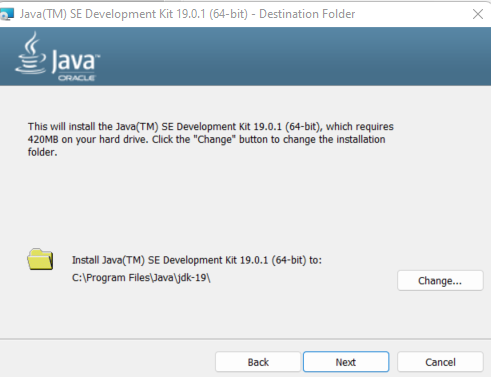 Java(TM) SE Development Kit 19.0.1 (64-bit) - Destination Folder
Java
ORACLE
This will install the Java(TM) SE Development Kit 19.0.1 (64-bit), which requires
420MB on your hard drive. Click the "Change" button to change the installation
folder.
Install Java(TM) SE Development Kit 19.0.1 (64-bit) to:
C:\Program Files\Java\jdk-19\
Change...
Back
Next
Cancel